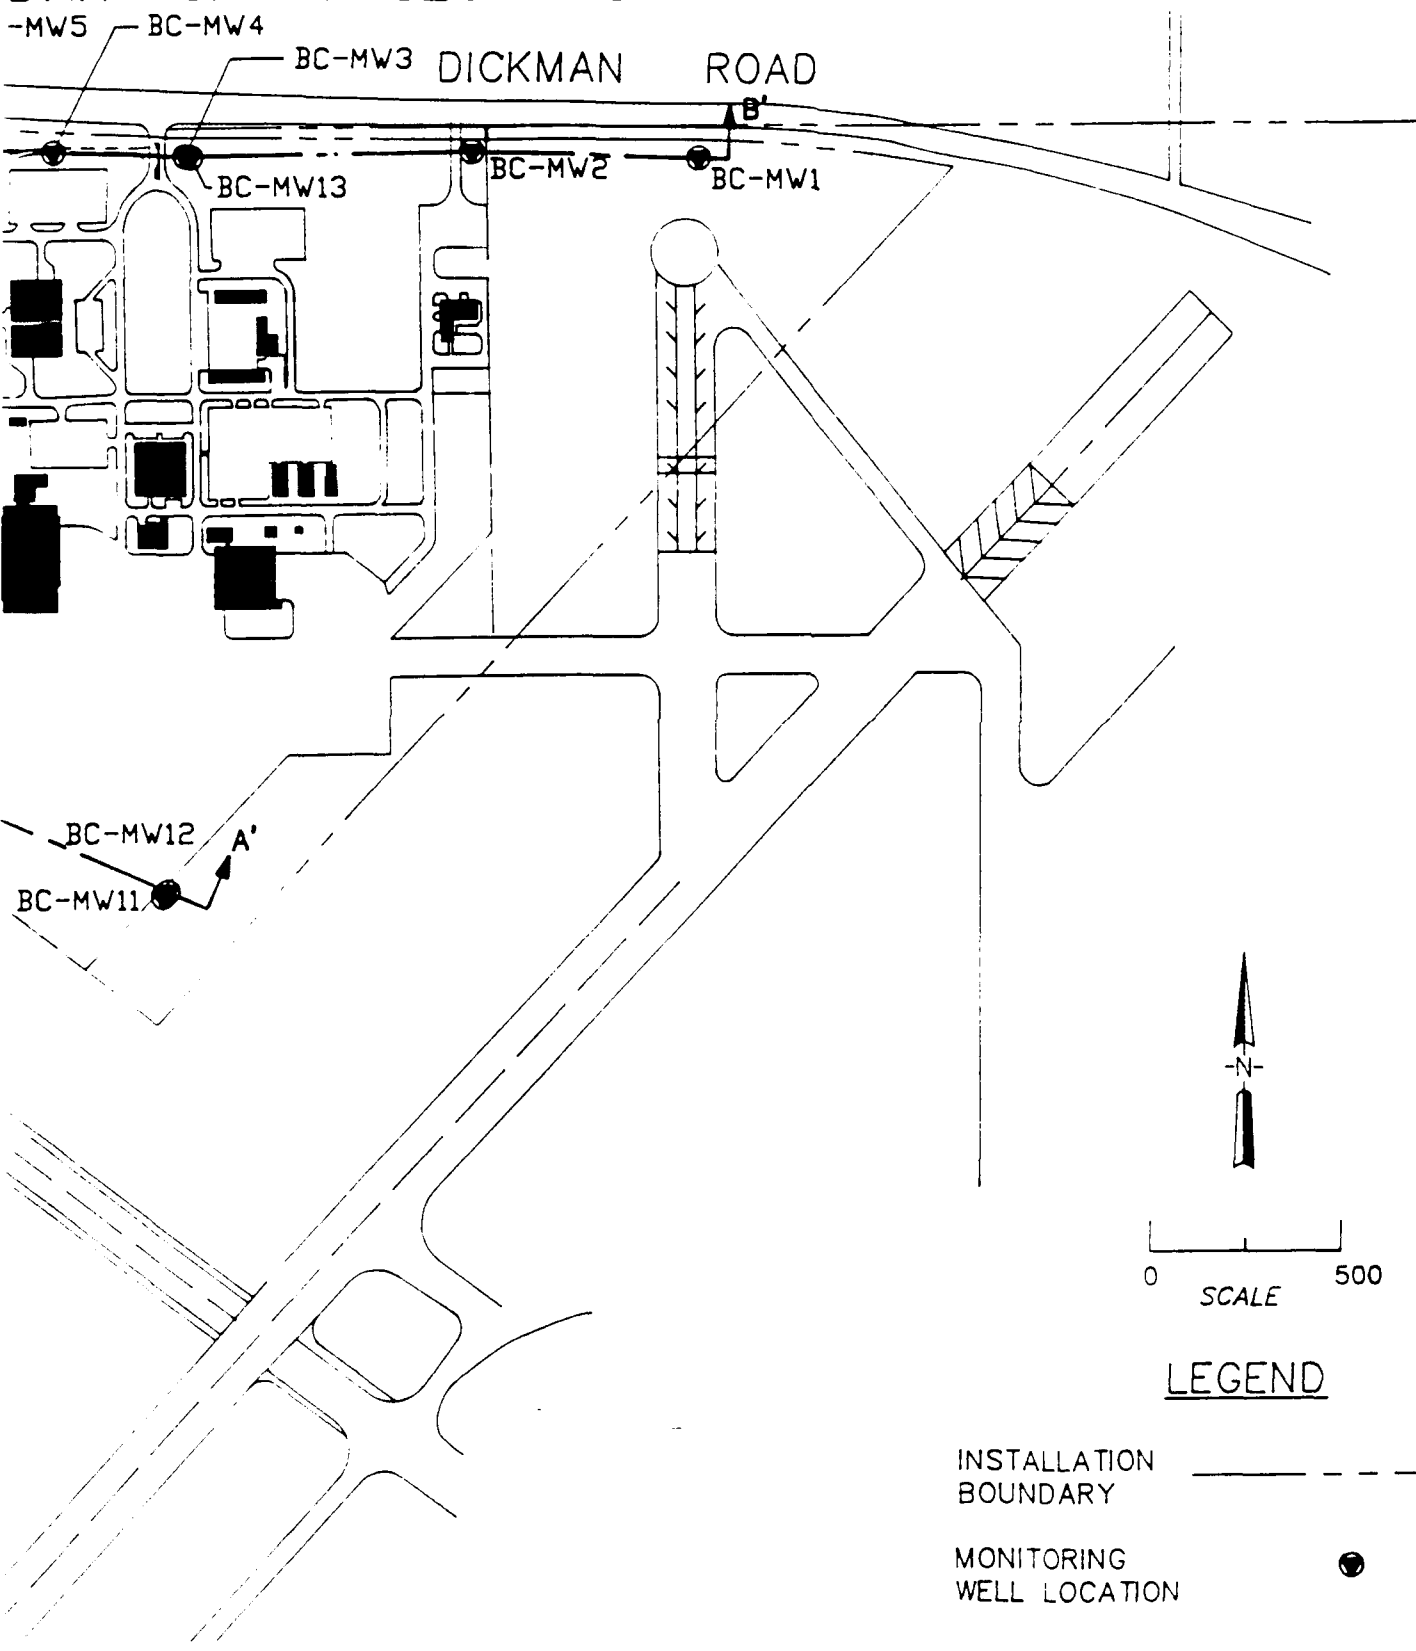 -MW5 BC-MW4
BC-MW3
DICKMAN ROAD
B'
BC-MW13
BC-MW2
BC-MW1
BC-MW12
A'
BC-MW11
-N-
0 500
SCALE
LEGEND
INSTALLATION
BOUNDARY
MONITORING
WELL LOCATION